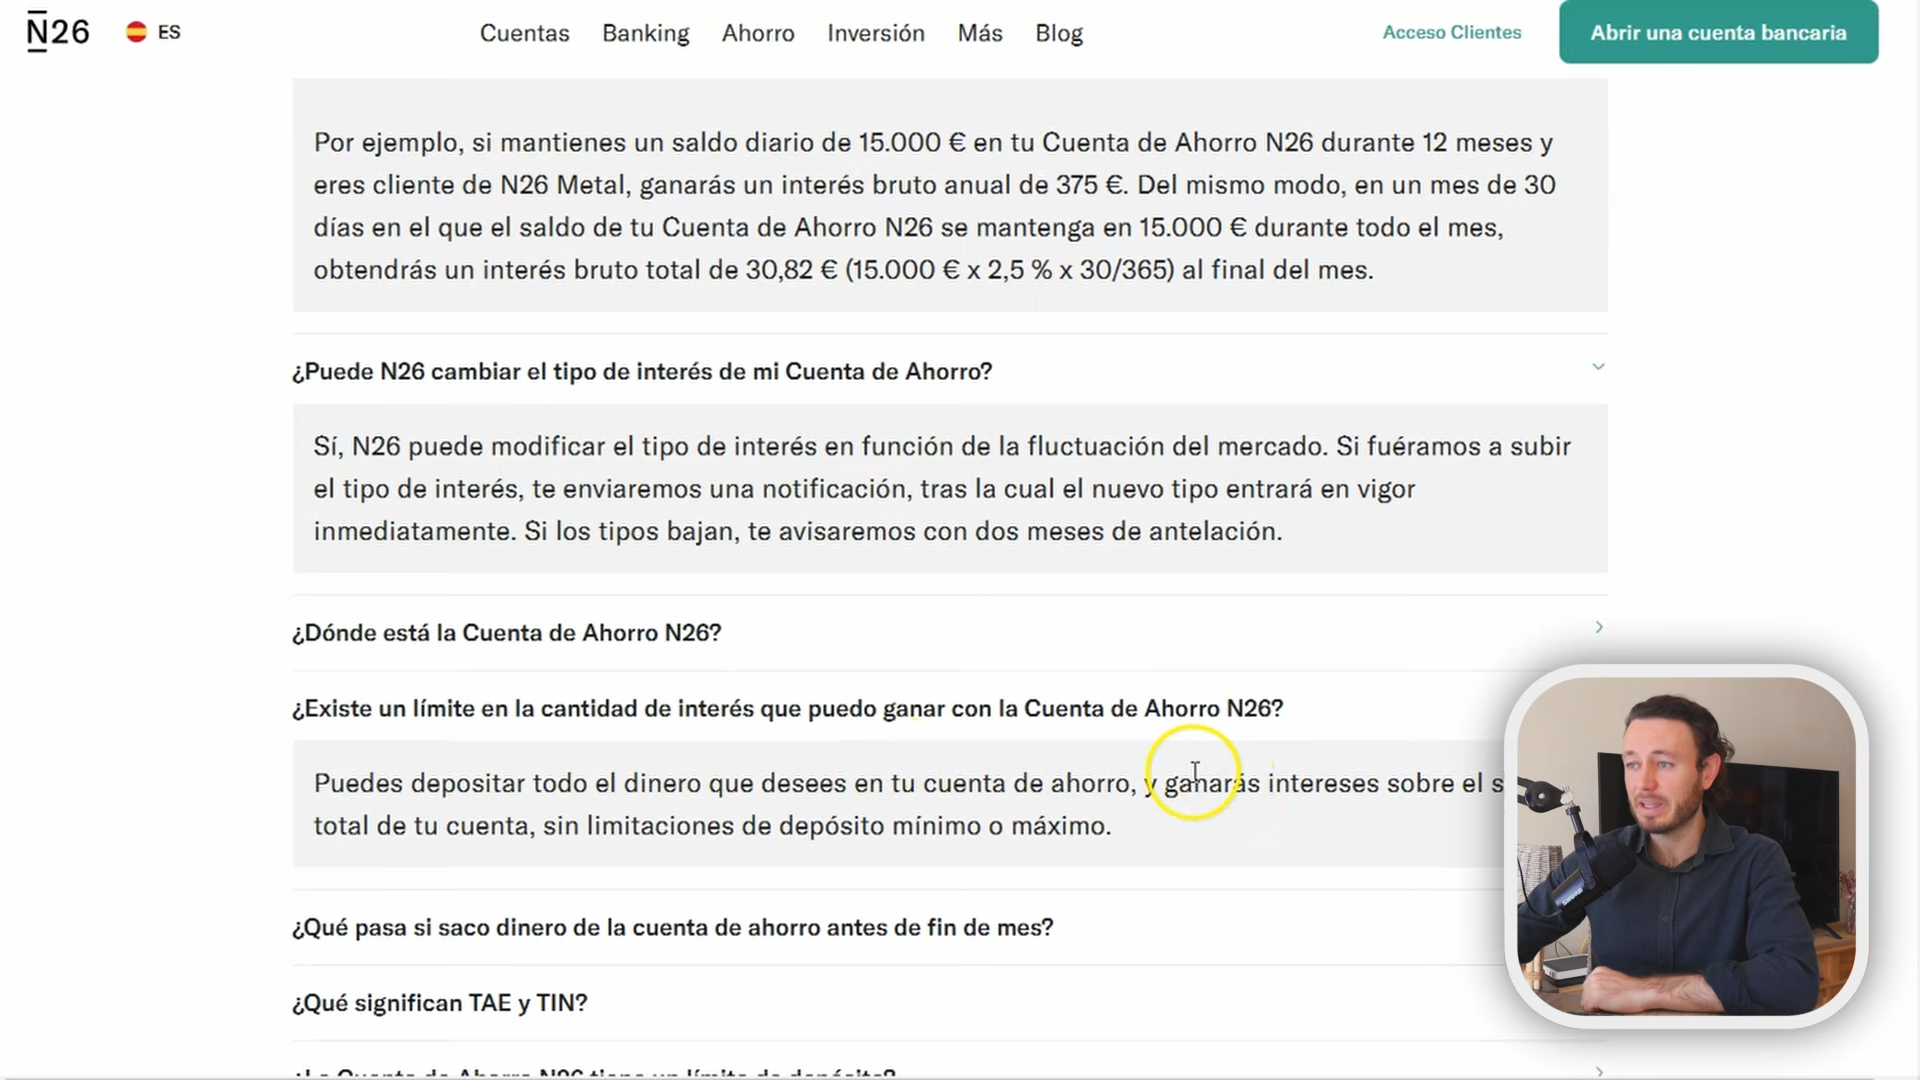 N26
ES
Cuentas
Banking
Ahorro
Inversión
Más
Blog
Acceso Clientes
Abrir una cuenta bancaria
Por ejemplo, si mantienes un saldo diario de 15.000 € en tu Cuenta de Ahorro N26 durante 12 meses y
eres cliente de N26 Metal, ganarás un interés bruto anual de 375 €. Del mismo modo, en un mes de 30
días en el que el saldo de tu Cuenta de Ahorro N26 se mantenga en 15.000 € durante todo el mes,
obtendrás un interés bruto total de 30,82 € (15.000 € x 2,5 % x 30/365) al final del mes.
¿Puede N26 cambiar el tipo de interés de mi Cuenta de Ahorro?
Sí, N26 puede modificar el tipo de interés en función de la fluctuación del mercado. Si fuéramos a subir
el tipo de interés, te enviaremos una notificación, tras la cual el nuevo tipo entrará en vigor
inmediatamente. Si los tipos bajan, te avisaremos con dos meses de antelación.
¿Dónde está la Cuenta de Ahorro N26?
¿Existe un límite en la cantidad de interés que puedo ganar con la Cuenta de Ahorro N26?
Puedes depositar todo el dinero que desees en tu cuenta de ahorro, y ganarás intereses sobre el
total de tu cuenta, sin limitaciones de depósito mínimo o máximo.
¿Qué pasa si saco dinero de la cuenta de ahorro antes de fin de mes?
¿Qué significan TAE y TIN?
¿La Cuenta de Ahorro N26 tiene un límite de depósito?